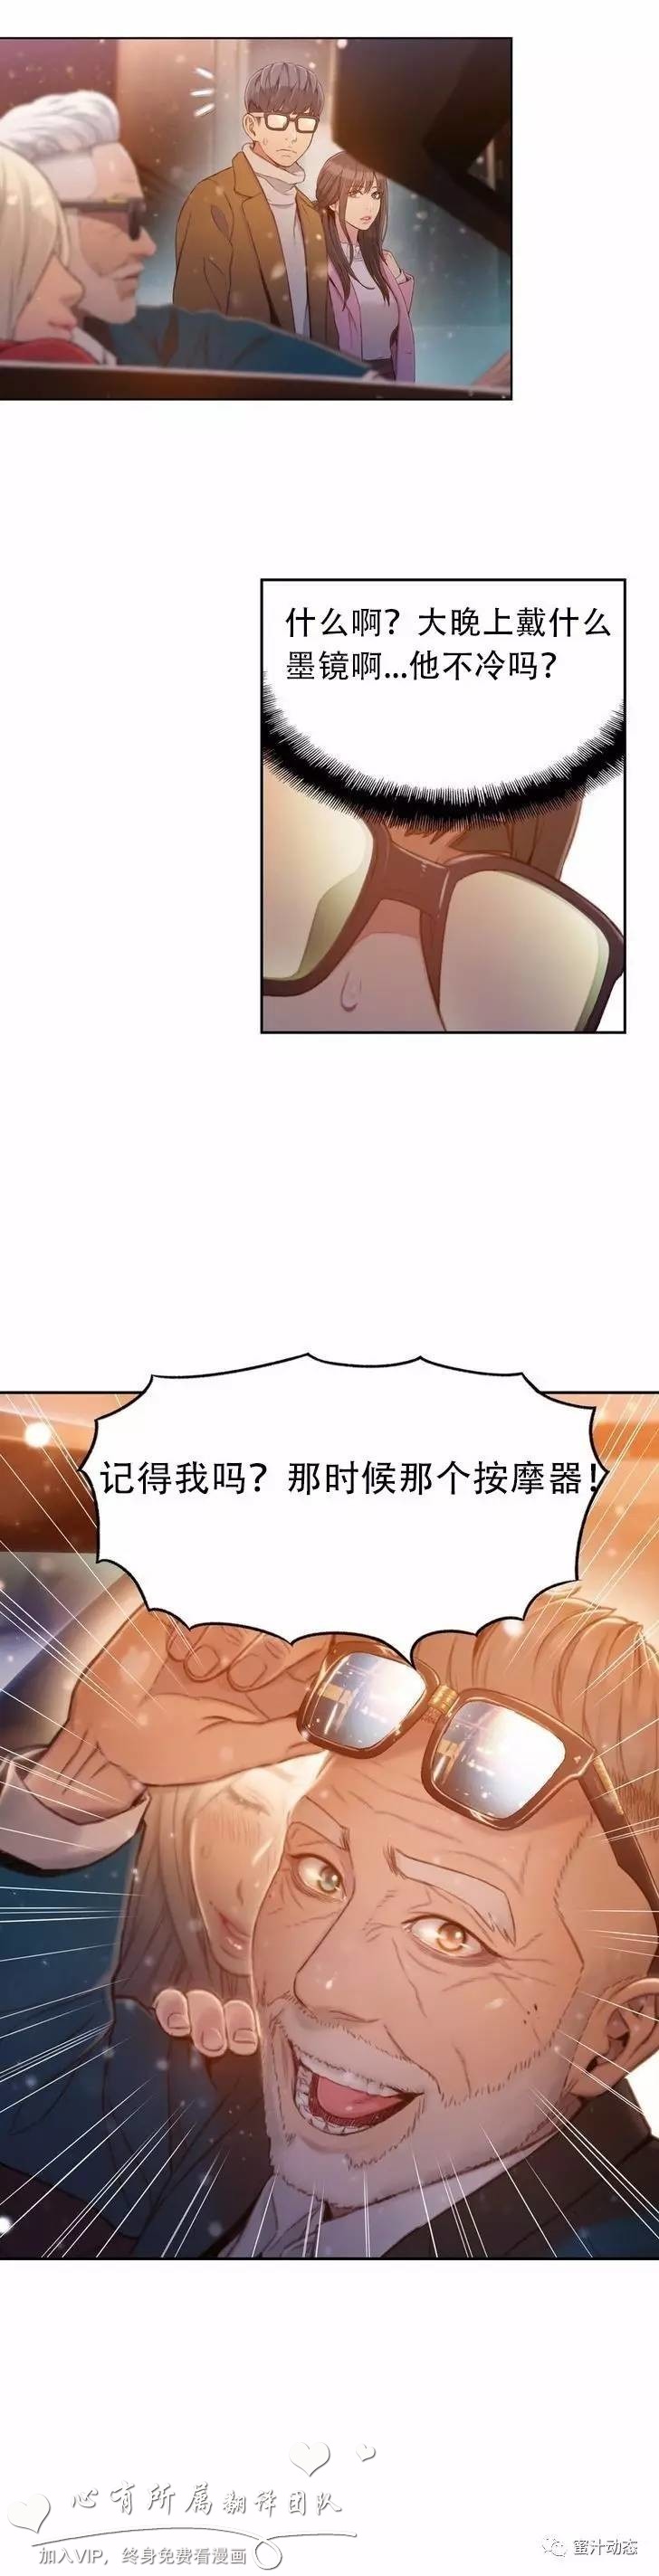 什么啊？大晚上戴什么
墨镜啊...他不冷吗？
记得我吗？那时候那个按摩器！
心有所属翻译团队
加入VIP，终身免费看漫画
蜜汁动态